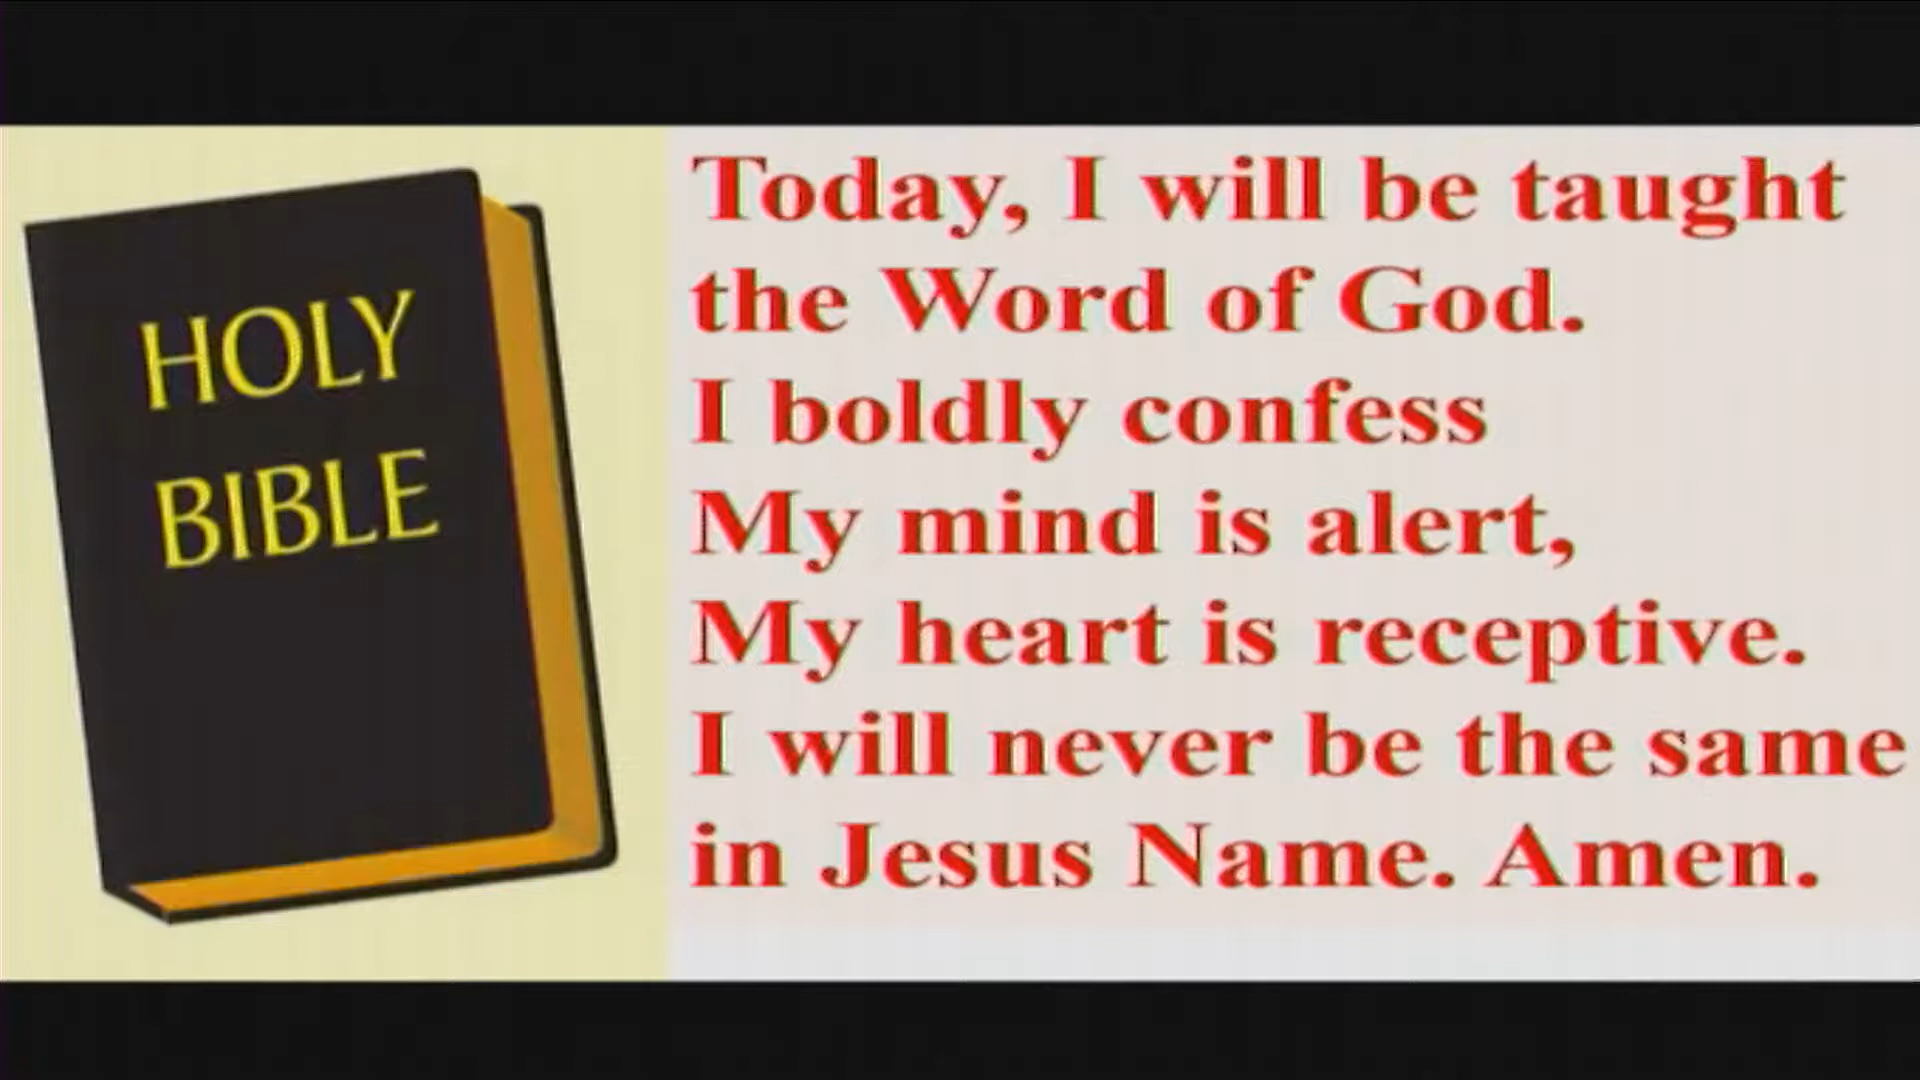 HOLY
BIBLE
Today, I will be taught
the Word of God.
I boldly confess
My mind is alert,
My heart is receptive.
I will never be the same
in Jesus Name. Amen.